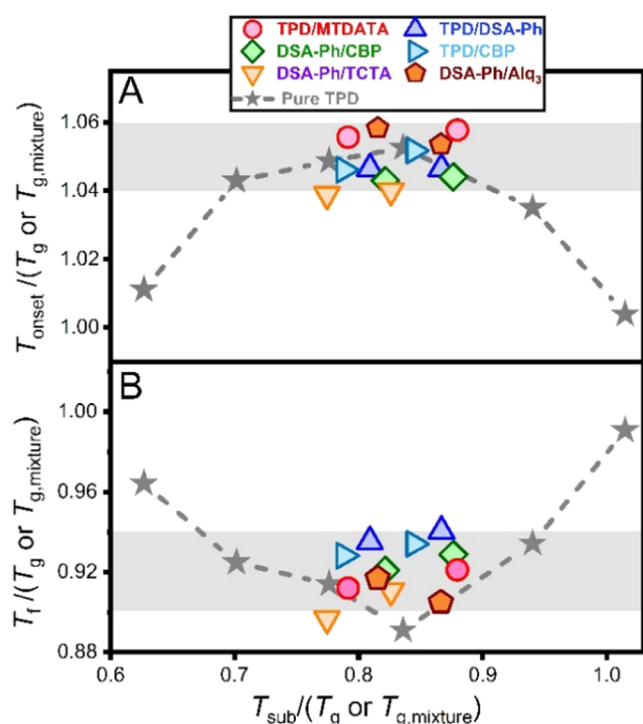 TPD/MTDATA TPD/DSA-Ph
DSA-Ph/CBP TPD/CBP
DSA-Ph/TCTA DSA-Ph/Alq3
Pure TPD
A
1.06
1.04
1.02
1.00
Tonset/(Tg or Tg,mixture)
B
1.00
0.96
0.92
0.88
Tf/(Tg or Tg,mixture)
0.6 0.7 0.8 0.9 1.0
Tsub/(Tg or Tg,mixture)